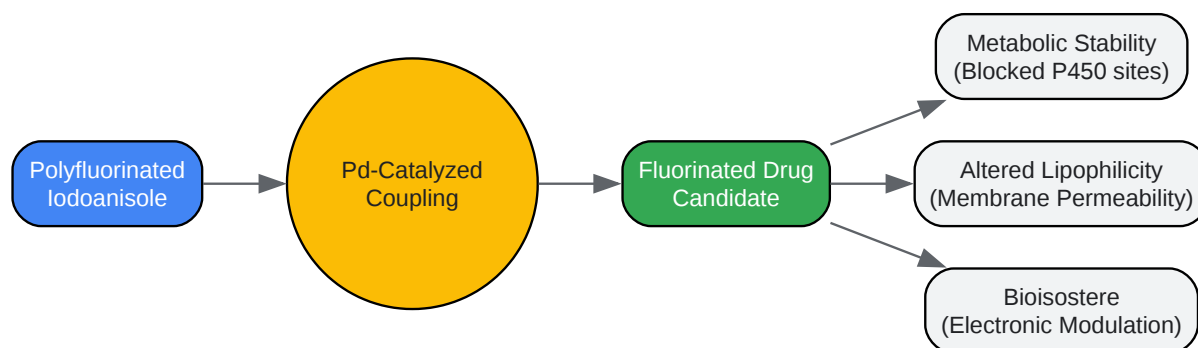 Polyfluorinated
Iodoanisole
Pd-Catalyzed
Coupling
Fluorinated Drug
Candidate
Metabolic Stability
(Blocked P450 sites)
Altered Lipophilicity
(Membrane Permeability)
Bioisostere
(Electronic Modulation)